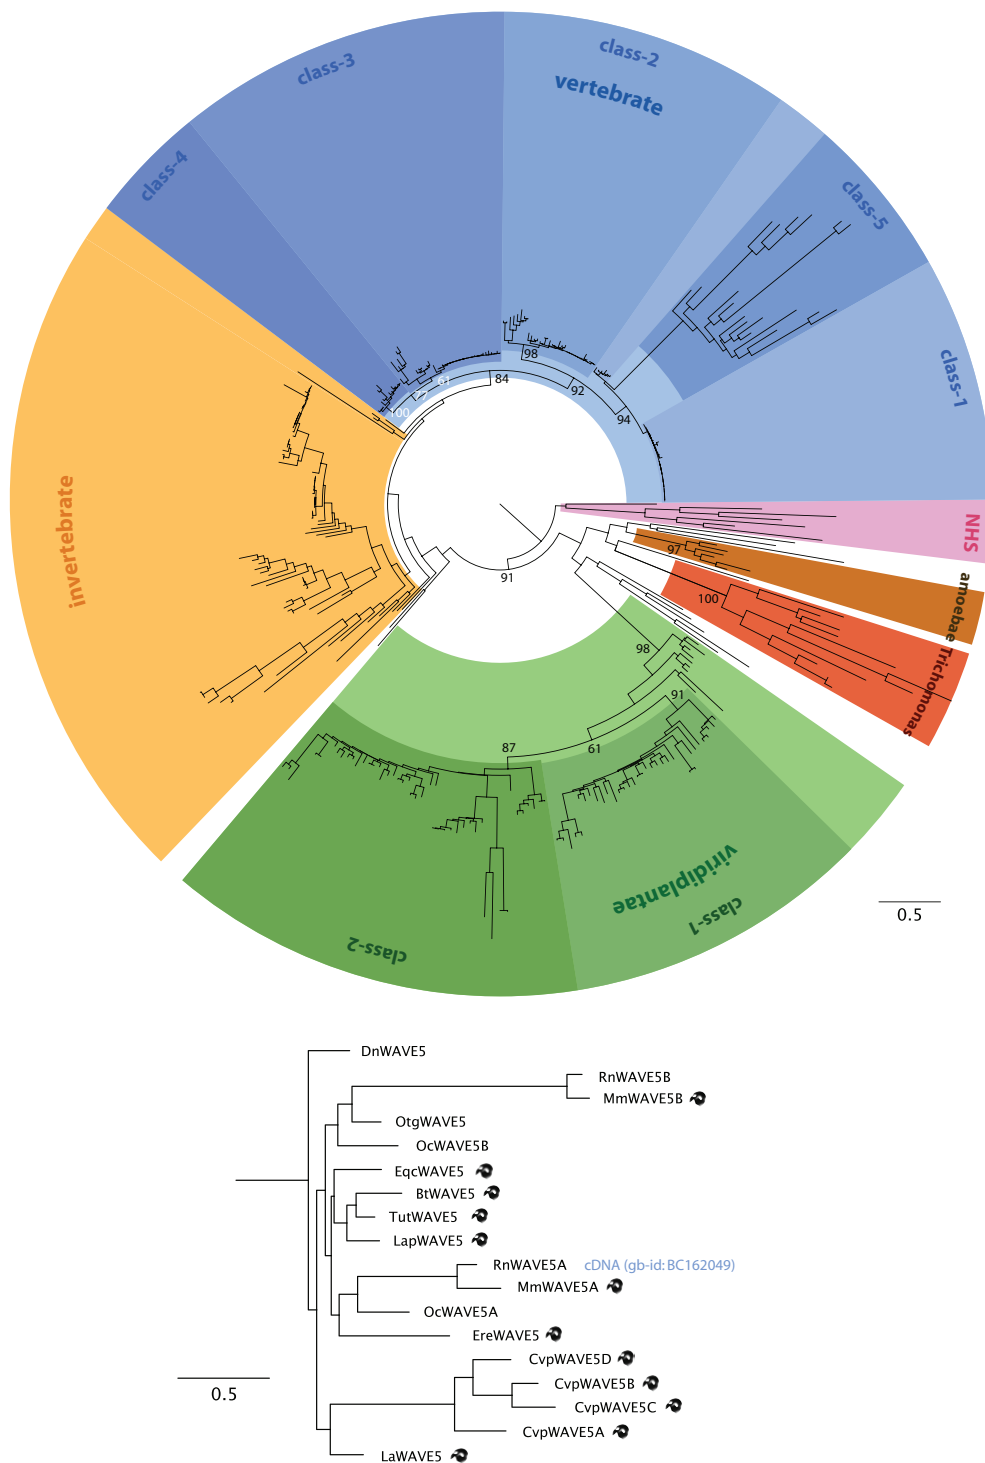 class-3
class-2
vertebrate
class-4
class-5
class-1
98
61
77
100
84
92
94
invertebrate
NHS
97
amoebae
91
100
Trichomonas
98
91
87
61
viridiplantae
class-1
class-2
0.5
DnWAVE5
RnWAVE5B
MmWAVE5B
OtgWAVE5
OcWAVE5B
EqcWAVE5
BtWAVE5
TutWAVE5
LapWAVE5
RnWAVE5A cDNA (gb-id: BC162049)
MmWAVE5A
OcWAVE5A
EreWAVE5
CvpWAVE5D
CvpWAVE5B
CvpWAVE5C
CvpWAVE5A
LaWAVE5
0.5